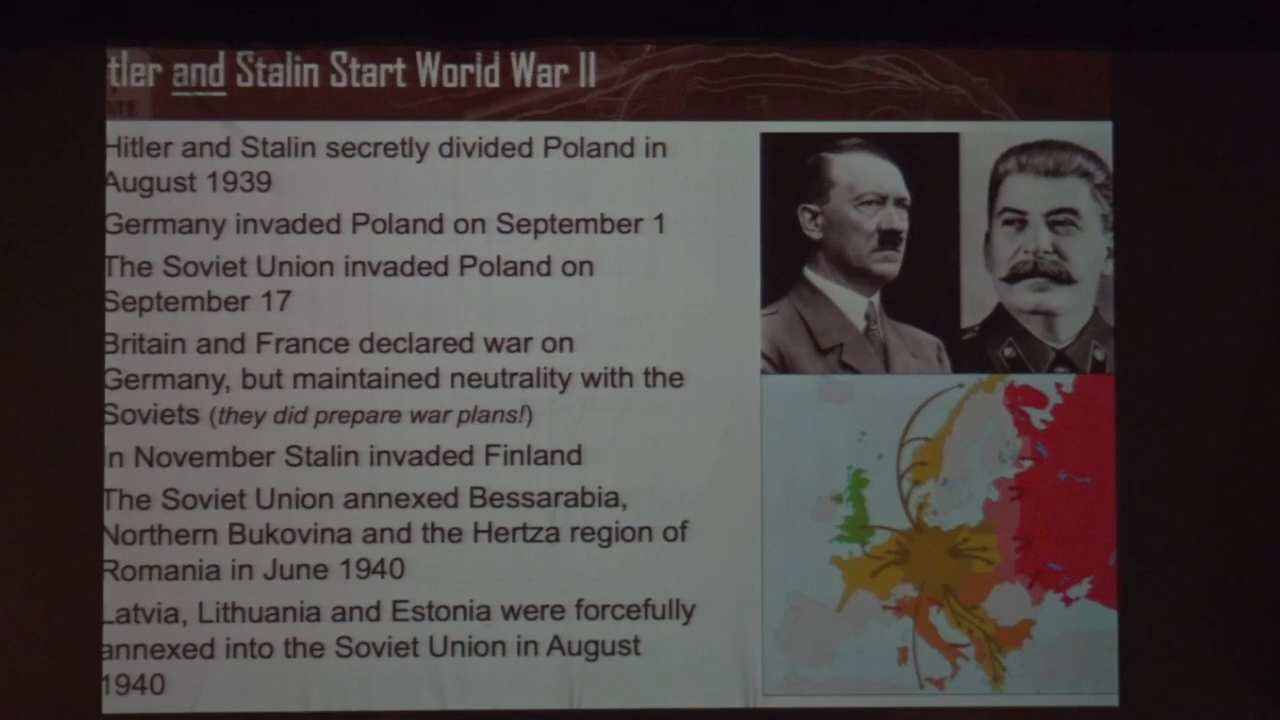 tler and Stalin Start World War II
Hitler and Stalin secretly divided Poland in
August 1939
Germany invaded Poland on September 1
The Soviet Union invaded Poland on
September 17
Britain and France declared war on
Germany, but maintained neutrality with the
Soviets (they did prepare war plans!)
In November Stalin invaded Finland
The Soviet Union annexed Bessarabia,
Northern Bukovina and the Hertza region of
Romania in June 1940
Latvia, Lithuania and Estonia were forcefully
annexed into the Soviet Union in August
1940